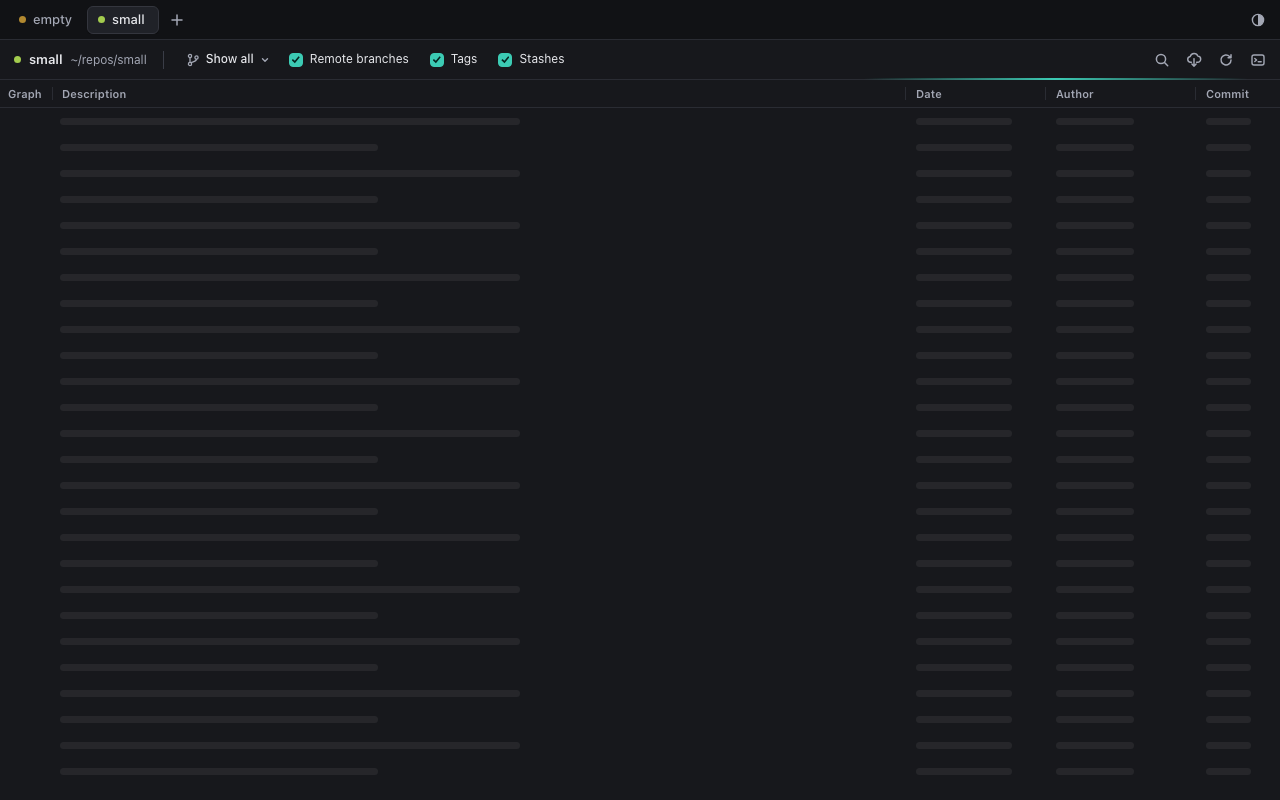 empty small
small ~/repos/small Show all Remote branches Tags Stashes
Graph Description Date Author Commit